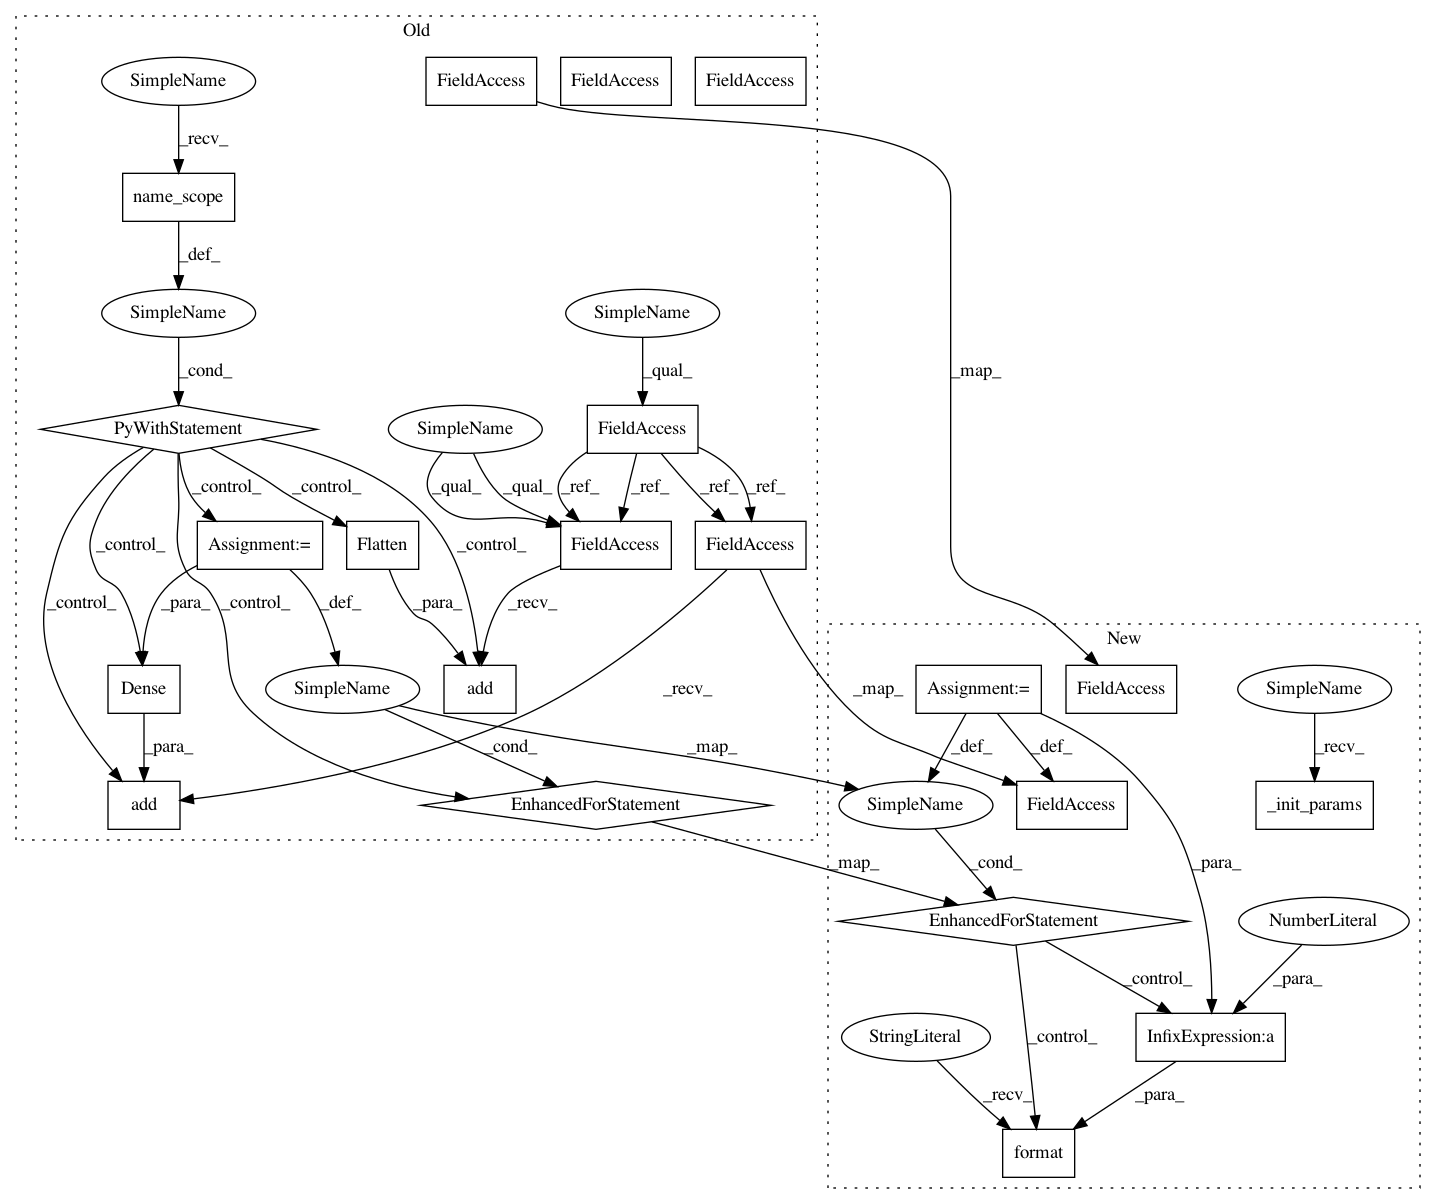 Old
SimpleName
FieldAccess
FieldAccess
FieldAccess
_recv_
name_scope
_def_
SimpleName
SimpleName
_cond_
_qual_
_map_
PyWithStatement
SimpleName
FieldAccess
_control_
_control_
_qual_
_qual_
_ref_
_ref_
_ref_
_ref_
_control_
Assignment:=
Flatten
_control_
FieldAccess
FieldAccess
_control_
_para_
_control_
_def_
_para_
_recv_
New
Dense
SimpleName
add
_recv_
_map_
Assignment:=
FieldAccess
SimpleName
_para_
_cond_
_map_
_def_
_def_
_recv_
add
EnhancedForStatement
SimpleName
FieldAccess
_init_params
_map_
_cond_
_para_
EnhancedForStatement
NumberLiteral
_control_
_para_
StringLiteral
_control_
InfixExpression:a
_recv_
_para_
format